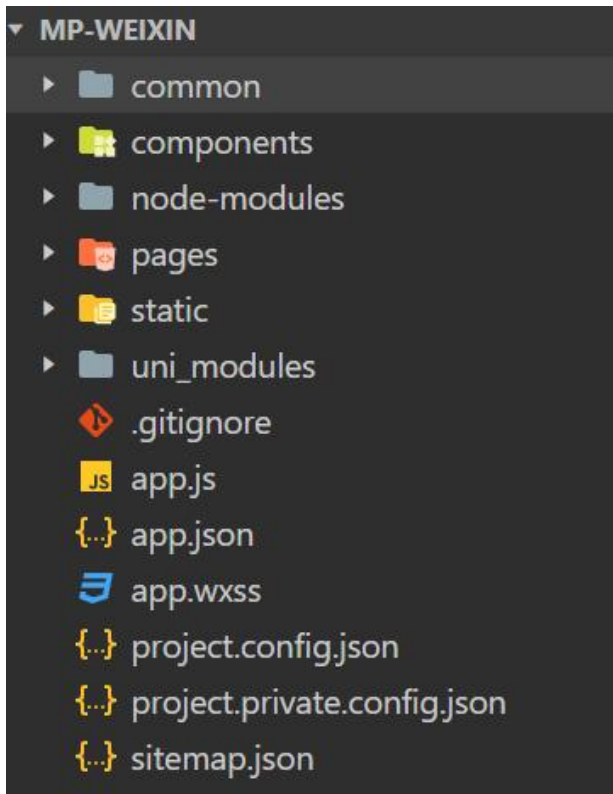 MP-WEIXIN
common
components
node-modules
pages
static
uni_modules
.gitignore
JS app.js
{...} app.json
app.wxss
{...} project.config.json
{...} project.private.config.json
{...} sitemap.json